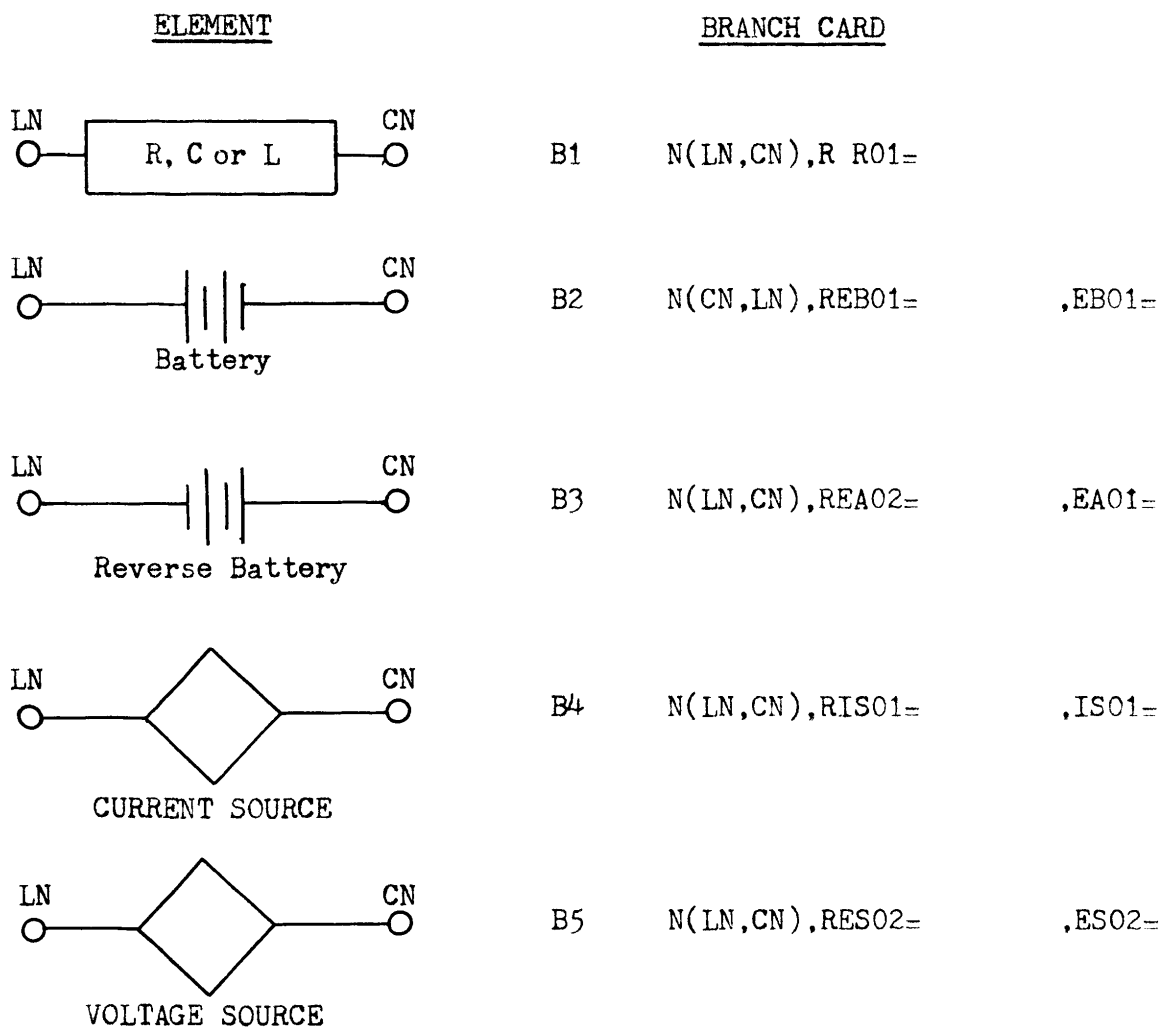 ELEMENT BRANCH CARD
LN CN
R, C or L B1 N(LN,CN),R R01=
LN CN
B2 N(CN,LN),REB01= ,EB01=
Battery
LN CN
B3 N(LN,CN),REA02= ,EA01=
Reverse Battery
LN CN
B4 N(LN,CN),RIS01= ,IS01=
CURRENT SOURCE
LN CN
B5 N(LN,CN),RES02= ,ES02=
VOLTAGE SOURCE